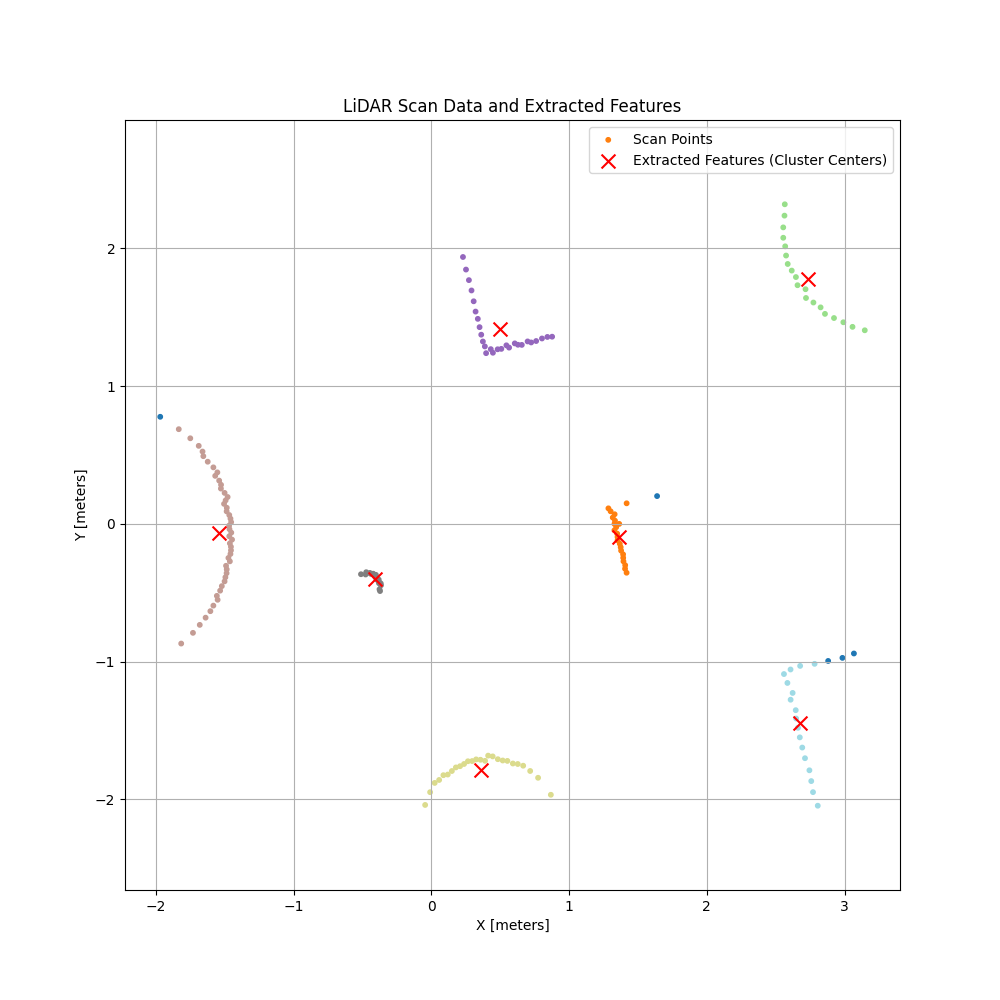 LiDAR Scan Data and Extracted Features
Scan Points
Extracted Features (Cluster Centers)
2
1
0
−1
−2
Y [meters]
−2 −1 0 1 2 3
X [meters]